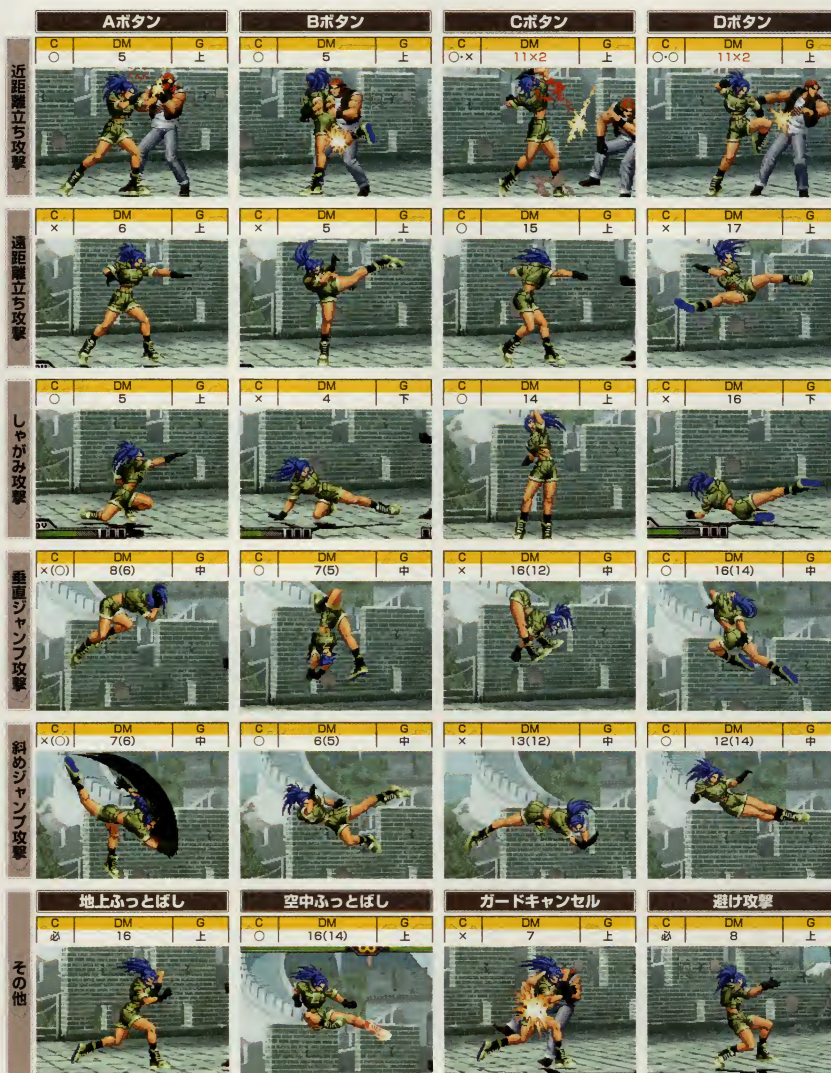 Aボタン Bボタン Cボタン Dボタン
近距離立ち攻撃
C DM G C DM G C DM G C DM G
○ 5 上 ○ 5 上 ○・× 11×2 上 ○・○ 11×2 上
遠距離立ち攻撃
C DM G C DM G C DM G C DM G
× 6 上 × 5 上 ○ 15 上 × 17 上
しゃがみ攻撃
C DM G C DM G C DM G C DM G
○ 5 上 × 4 下 ○ 14 上 × 16 下
垂直ジャンプ攻撃
C DM G C DM G C DM G C DM G
×(○) 8(6) 中 ○ 7(5) 中 × 16(12) 中 ○ 16(14) 中
斜めジャンプ攻撃
C DM G C DM G C DM G C DM G
×(○) 7(6) 中 ○ 6(5) 中 × 13(12) 中 ○ 12(14) 中
その他
地上ふっとばし 空中ふっとばし ガードキャンセル 避け攻撃
C DM G C DM G C DM G C DM G
必 16 上 ○ 16(14) 上 × 7 上 必 8 上